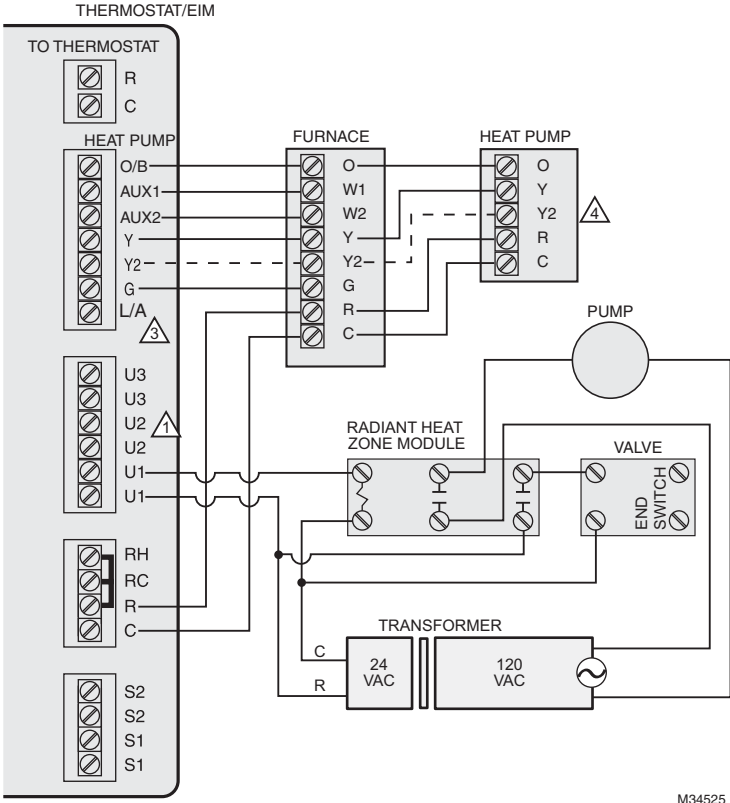 THERMOSTAT/EIM
TO THERMOSTAT
R
C
HEAT PUMP
O/B
AUX1
AUX2
Y
Y2
G
L/A
3
U3
U3
U2
1
U2
U1
U1
RH
RC
R
C
S2
S2
S1
S1
FURNACE
O
W1
W2
Y
Y2
G
R
C
HEAT PUMP
O
Y
Y2
4
R
C
PUMP
RADIANT HEAT
ZONE MODULE
VALVE
END
SWITCH
TRANSFORMER
C
R
24
VAC
120
VAC
M34525